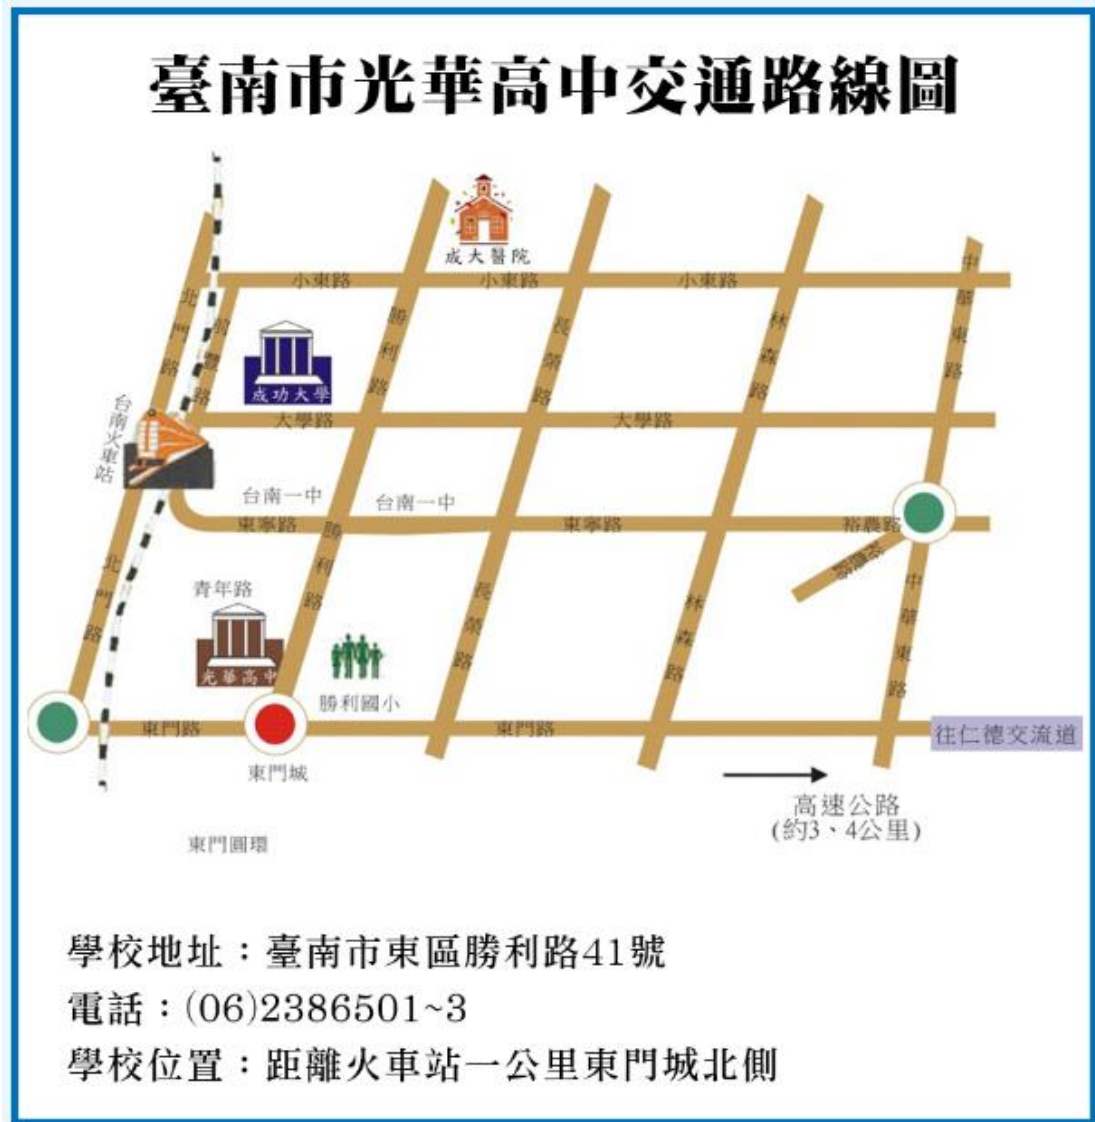 臺南市光華高中交通路線圖
成大醫院
小東路
小東路
小東路
中華東路
北門路
前豐路
勝利路
長榮路
林森路
成功大學
台南火車站
大學路
大學路
台南一中
台南一中
東寧路
東寧路
裕農路
裕農路
北門路
勝利路
長榮路
林森路
中華東路
青年路
光華高中
勝利國小
東門路
東門路
往仁德交流道
東門城
高速公路
(約3、4公里)
東門圓環
學校地址：臺南市東區勝利路41號
電話：(06)2386501~3
學校位置：距離火車站一公里東門城北側